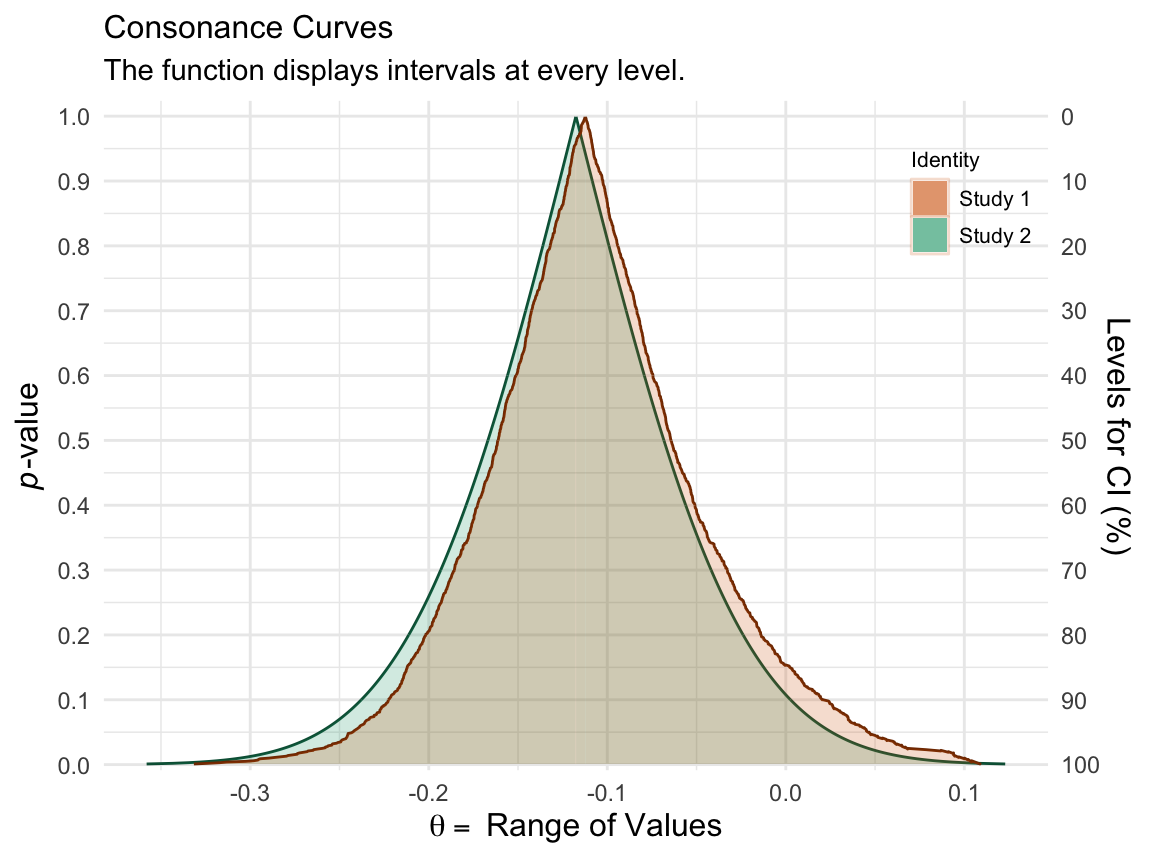 Consonance Curves
The function displays intervals at every level.
p-value
1.0
0.9
0.8
0.7
0.6
0.5
0.4
0.3
0.2
0.1
0.0
Identity
Study 1
Study 2
0
10
20
30
40
50
60
70
80
90
100
Levels for CI (%)
-0.3 -0.2 -0.1 0.0 0.1
θ = Range of Values